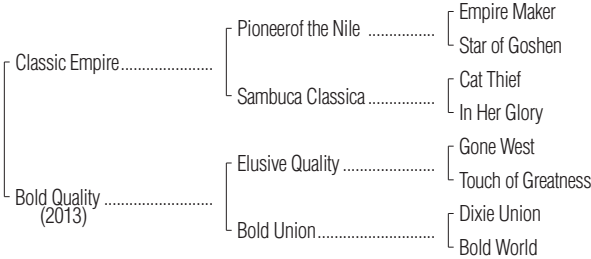 Empire Maker
Pioneerof the Nile ...............
Star of Goshen
Classic Empire.....................
Cat Thief
Sambuca Classica ...............
In Her Glory
Gone West
Elusive Quality .....................
Touch of Greatness
Bold Quality .........................
(2013)
Dixie Union
Bold Union...........................
Bold World